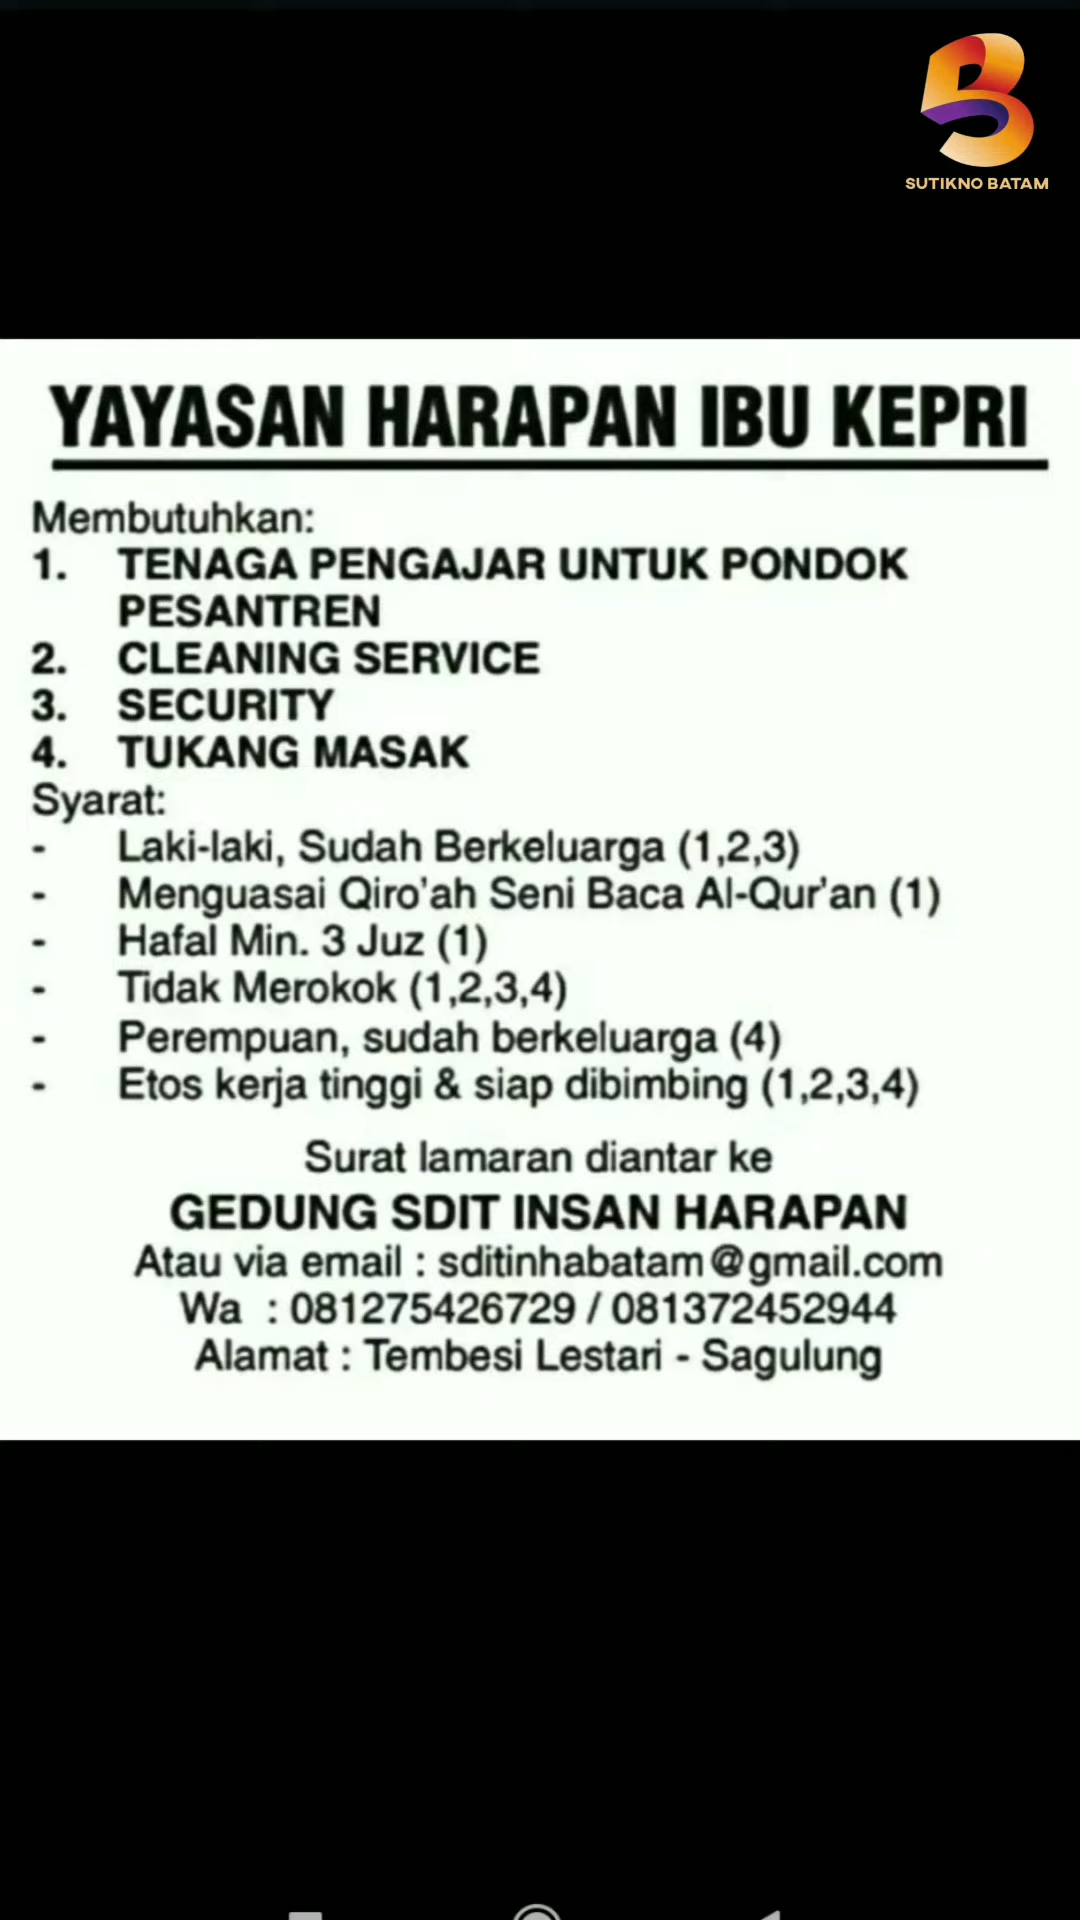 SUTIKNO BATAM
YAYASAN HARAPAN IBU KEPRI
Membutuhkan:
1. TENAGA PENGAJAR UNTUK PONDOK
PESANTREN
2. CLEANING SERVICE
3. SECURITY
4. TUKANG MASAK
Syarat:
- Laki-laki, Sudah Berkeluarga (1,2,3)
- Menguasai Qiro'ah Seni Baca Al-Qur'an (1)
- Hafal Min. 3 Juz (1)
- Tidak Merokok (1,2,3,4)
- Perempuan, sudah berkeluarga (4)
- Etos kerja tinggi & siap dibimbing (1,2,3,4)
Surat lamaran diantar ke
GEDUNG SDIT INSAN HARAPAN
Atau via email : sditinhabatam@gmail.com
Wa : 081275426729 / 081372452944
Alamat : Tembesi Lestari - Sagulung